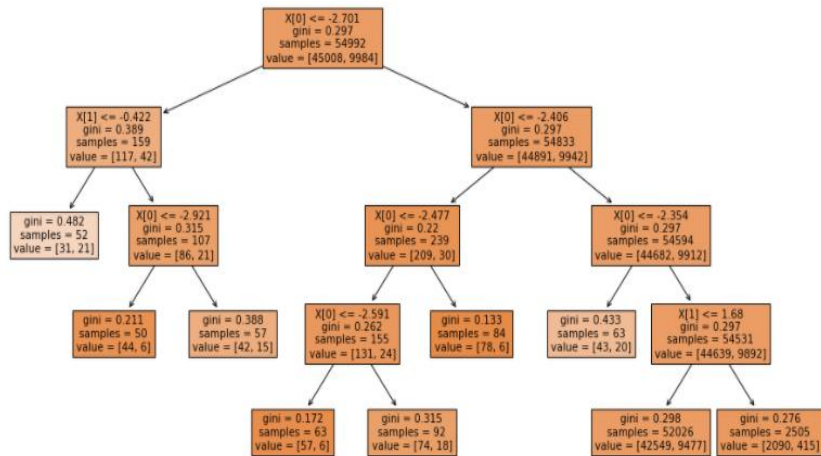 X[0] <= -2.701
gini = 0.297
samples = 54992
value = [45008, 9984]
X[1] <= -0.422
gini = 0.389
samples = 159
value = [117, 42]
X[0] <= -2.406
gini = 0.297
samples = 54833
value = [44891, 9942]
gini = 0.482
samples = 52
value = [31, 21]
X[0] <= -2.921
gini = 0.315
samples = 107
value = [86, 21]
X[0] <= -2.477
gini = 0.22
samples = 239
value = [209, 30]
X[0] <= -2.354
gini = 0.297
samples = 54594
value = [44682, 9912]
gini = 0.211
samples = 50
value = [44, 6]
gini = 0.388
samples = 57
value = [42, 15]
X[0] <= -2.591
gini = 0.262
samples = 155
value = [131, 24]
gini = 0.133
samples = 84
value = [78, 6]
gini = 0.433
samples = 63
value = [43, 20]
X[1] <= 1.68
gini = 0.297
samples = 54531
value = [44639, 9892]
gini = 0.172
samples = 63
value = [57, 6]
gini = 0.315
samples = 92
value = [74, 18]
gini = 0.298
samples = 52026
value = [42549, 9477]
gini = 0.276
samples = 2505
value = [2090, 415]